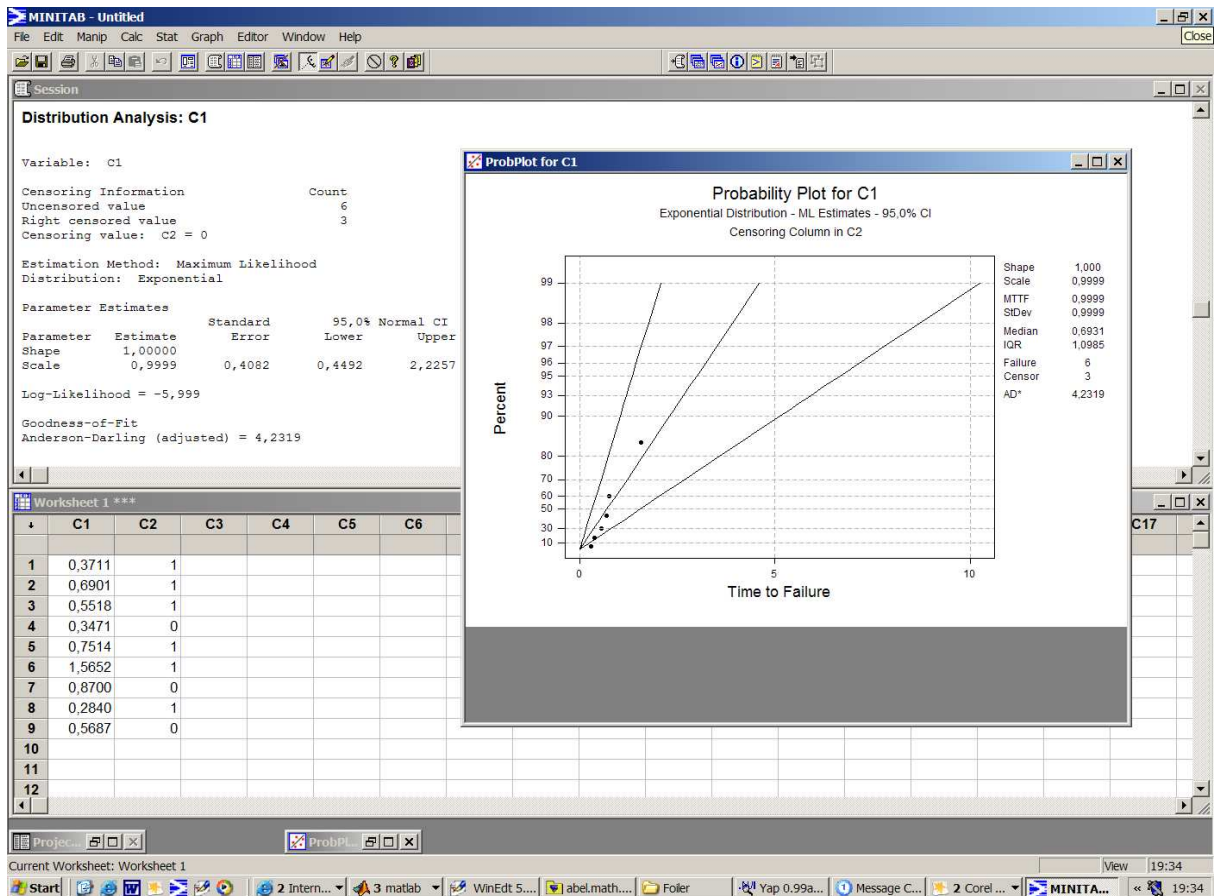 MINITAB - Untitled
File Edit Manip Calc Stat Graph Editor Window Help
Close
Session
Distribution Analysis: C1
Variable: C1
Censoring Information Count
Uncensored value 6
Right censored value 3
Censoring value: C2 = 0
Estimation Method: Maximum Likelihood
Distribution: Exponential
Parameter Estimates
Standard 95,0% Normal CI
Parameter Estimate Error Lower Upper
Shape 1,00000
Scale 0,9999 0,4082 0,4492 2,2257
Log-Likelihood = -5,999
Goodness-of-Fit
Anderson-Darling (adjusted) = 4,2319
ProbPlot for C1
Probability Plot for C1
Exponential Distribution - ML Estimates - 95,0% CI
Censoring Column in C2
Percent
99
98
97
96
95
93
90
80
70
60
50
30
10
0 5 10
Time to Failure
Shape 1,000
Scale 0,9999
MTTF 0,9999
StDev 0,9999
Median 0,6931
IQR 1,0985
Failure 6
Censor 3
AD* 4,2319
Worksheet 1 ***
C1 C2 C3 C4 C5 C6 C17
1 0,3711 1
2 0,6901 1
3 0,5518 1
4 0,3471 0
5 0,7514 1
6 1,5652 1
7 0,8700 0
8 0,2840 1
9 0,5687 0
10
11
12
Projec... ProbPl...
Current Worksheet: Worksheet 1 View 19:34
Start 2 Intern... 3 matlab WinEdt 5.... abel.math.... Foiler Yap 0.99a... Message C... 2 Corel ... MINITA... « 19:34